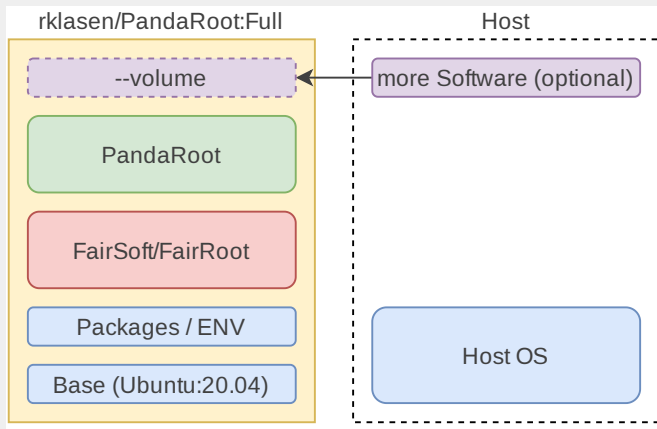 rklasen/PandaRoot:Full
Host
--volume
more Software (optional)
PandaRoot
FairSoft/FairRoot
Packages / ENV
Host OS
Base (Ubuntu:20.04)